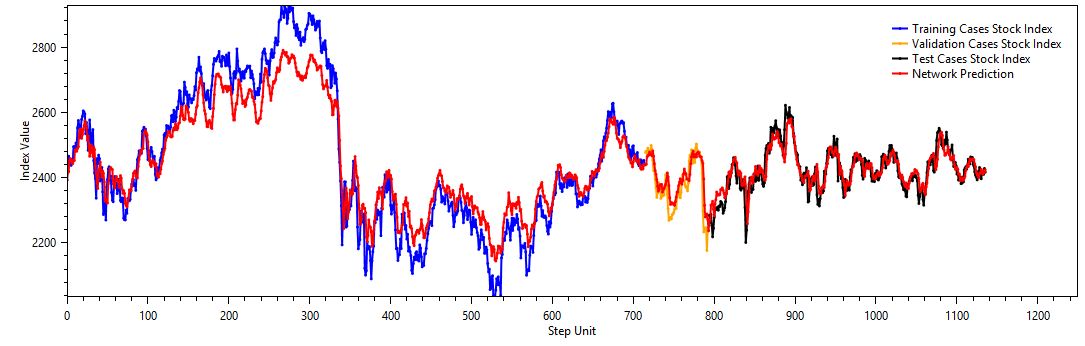 Training Cases Stock Index
Validation Cases Stock Index
Test Cases Stock Index
Network Prediction
Index Value
2800
2600
2400
2200
0 100 200 300 400 500 600 700 800 900 1000 1100 1200
Step Unit